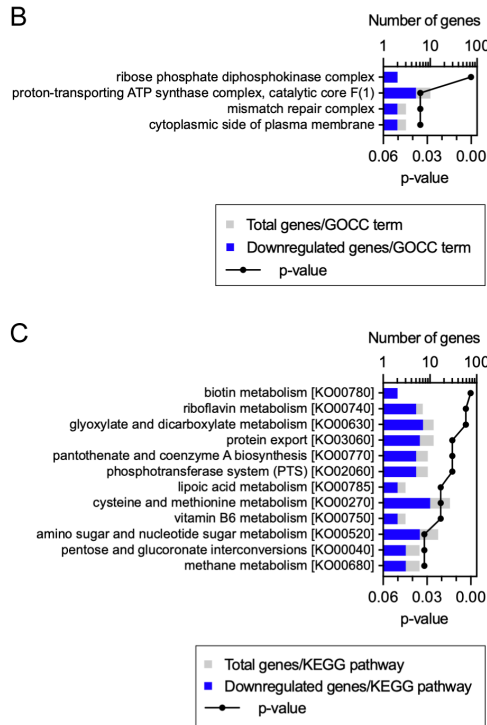 B
Number of genes
1 10 100
ribose phosphate diphosphokinase complex
proton-transporting ATP synthase complex, catalytic core F(1)
mismatch repair complex
cytoplasmic side of plasma membrane
0.06 0.03 0.00
p-value
Total genes/GOCC term
Downregulated genes/GOCC term
p-value
C
Number of genes
1 10 100
biotin metabolism [KO00780]
riboflavin metabolism [KO00740]
glyoxylate and dicarboxylate metabolism [KO00630]
protein export [KO03060]
pantothenate and coenzyme A biosynthesis [KO00770]
phosphotransferase system (PTS) [KO02060]
lipoic acid metabolism [KO00785]
cysteine and methionine metabolism [KO00270]
vitamin B6 metabolism [KO00750]
amino sugar and nucleotide sugar metabolism [KO00520]
pentose and glucoronate interconversions [KO00040]
methane metabolism [KO00680]
0.06 0.03 0.00
p-value
Total genes/KEGG pathway
Downregulated genes/KEGG pathway
p-value